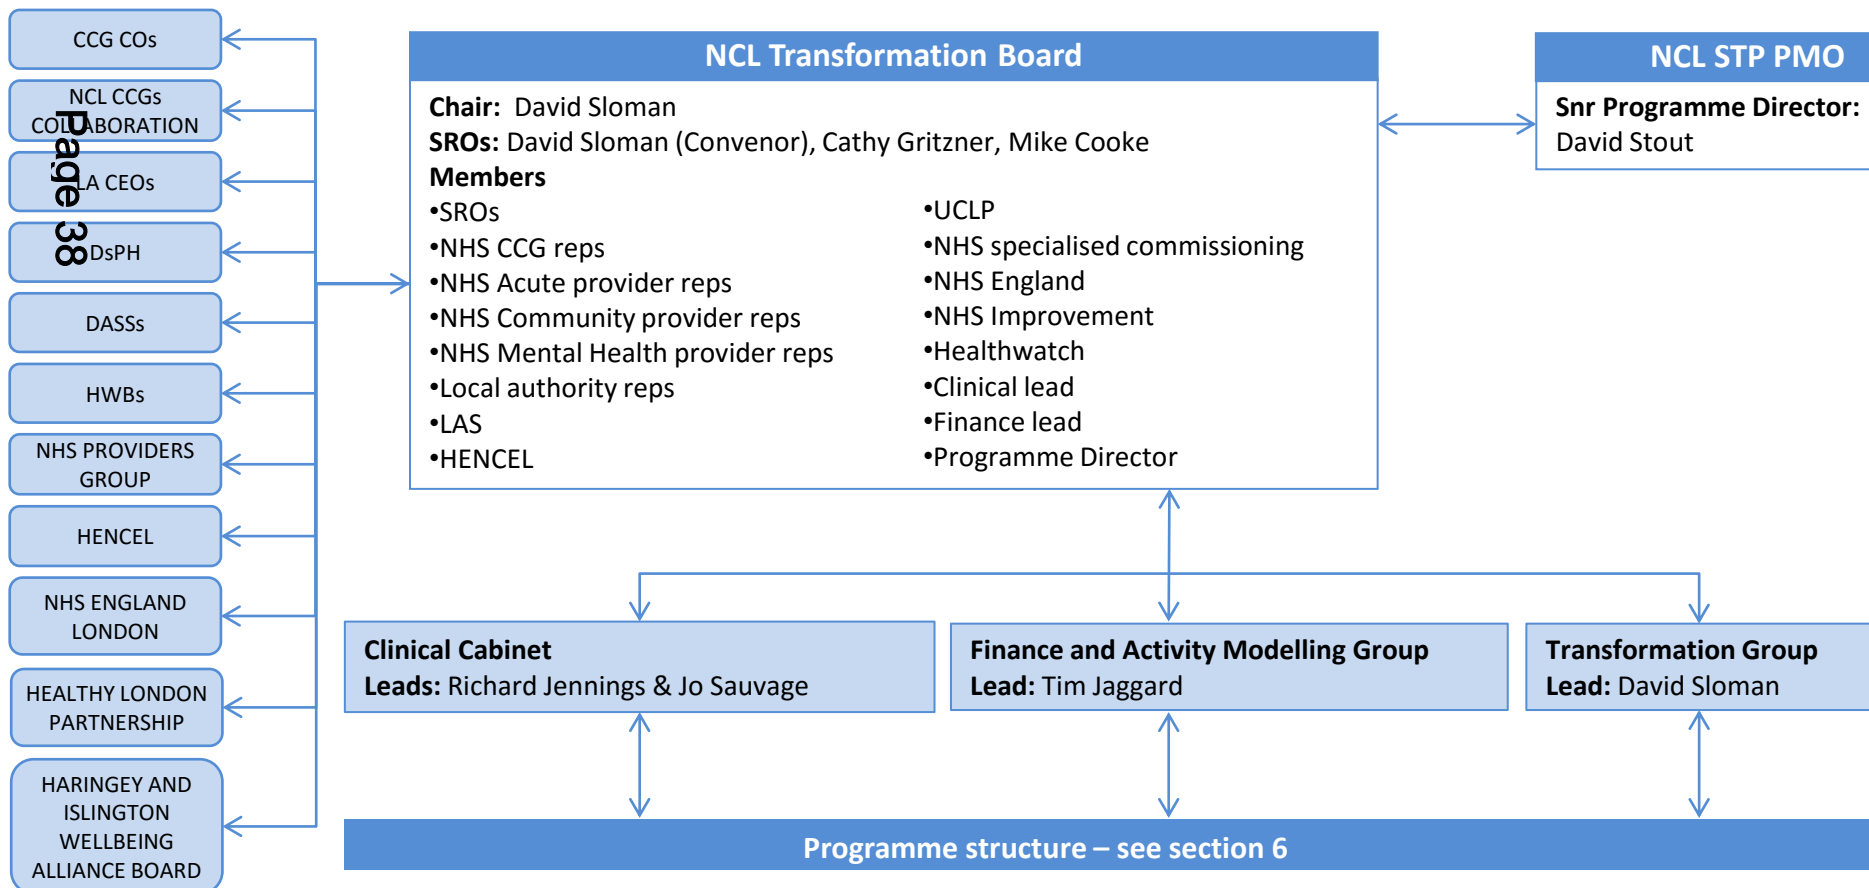 CCG COs
NCL CCGs
COLLABORATION
LA CEOs
DsPH
DASSs
HWBs
NHS PROVIDERS
GROUP
HENCEL
NHS ENGLAND
LONDON
HEALTHY LONDON
PARTNERSHIP
HARINGEY AND
ISLINGTON
WELLBEING
ALLIANCE BOARD
Page 38
NCL Transformation Board
Chair: David Sloman
SROs: David Sloman (Convenor), Cathy Gritzner, Mike Cooke
Members
•SROs
•NHS CCG reps
•NHS Acute provider reps
•NHS Community provider reps
•NHS Mental Health provider reps
•Local authority reps
•LAS
•HENCEL
•UCLP
•NHS specialised commissioning
•NHS England
•NHS Improvement
•Healthwatch
•Clinical lead
•Finance lead
•Programme Director
NCL STP PMO
Snr Programme Director:
David Stout
Clinical Cabinet
Leads: Richard Jennings & Jo Sauvage
Finance and Activity Modelling Group
Lead: Tim Jaggard
Transformation Group
Lead: David Sloman
Programme structure – see section 6